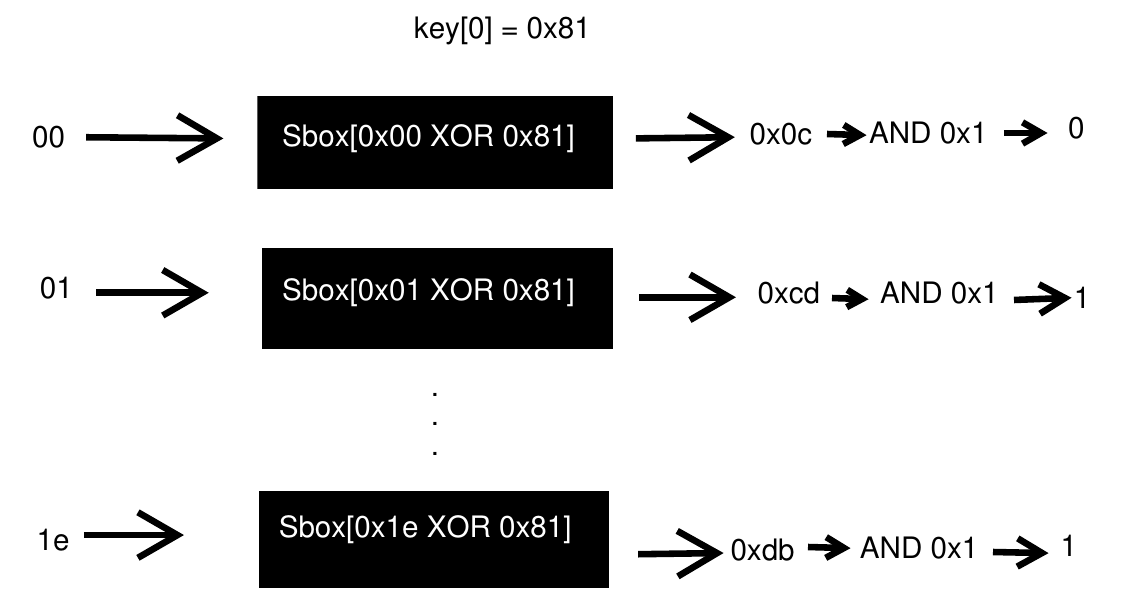 key[0] = 0x81
00 Sbox[0x00 XOR 0x81] 0x0c AND 0x1 0
01 Sbox[0x01 XOR 0x81] 0xcd AND 0x1 1
.
.
.
1e Sbox[0x1e XOR 0x81] 0xdb AND 0x1 1